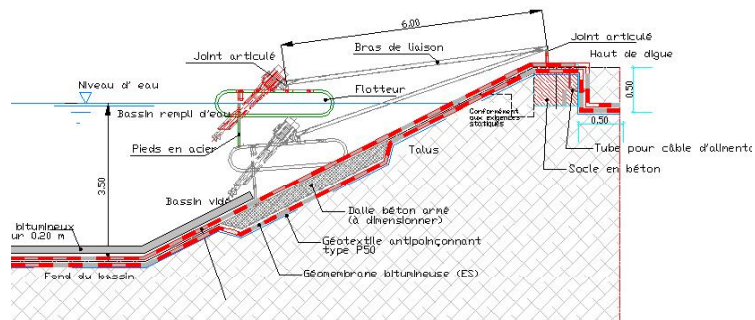 6.00
Joint articulé
Joint articulé
Bras de liaison
Haut de digue
Niveau d' eau
Flotteur
Bassin rempli d'eau
Conformément
aux exigences
statiques
0,50
0,50
Pieds en acier
Talus
Tube pour câble d'alimenta
Socle en béton
3.50
Bassin vidé
Dalle béton armé
(à dimensionner)
bitumineux
ur 0.20 m
Géotextile antipoinçonnant
type P50
Fond du bassin
Géomembrane bitumineuse (ES)